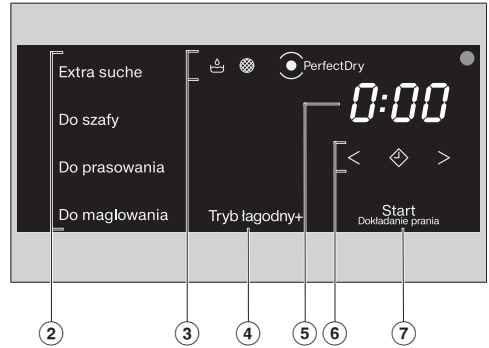 PerfectDry
Extra suche
0:00
Do szafy
< >
Do prasowania
Do maglowania
Tryb łagodny+
Start
Dokładanie prania
2 3 4 5 6 7